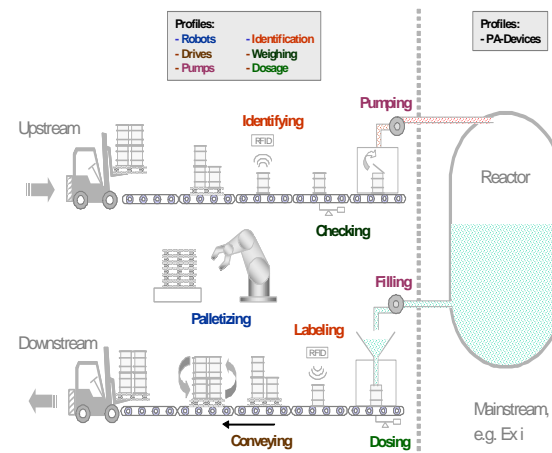 Profiles:
- Robots
- Identification
- Drives
- Weighing
- Pumps
- Dosage
Profiles:
- PA-Devices
Pumping
Identifying
Upstream
RFID
Reactor
Checking
Filling
Palletizing
Labeling
Downstream
RFID
Mainstream,
e.g. Ex i
Conveying
Dosing